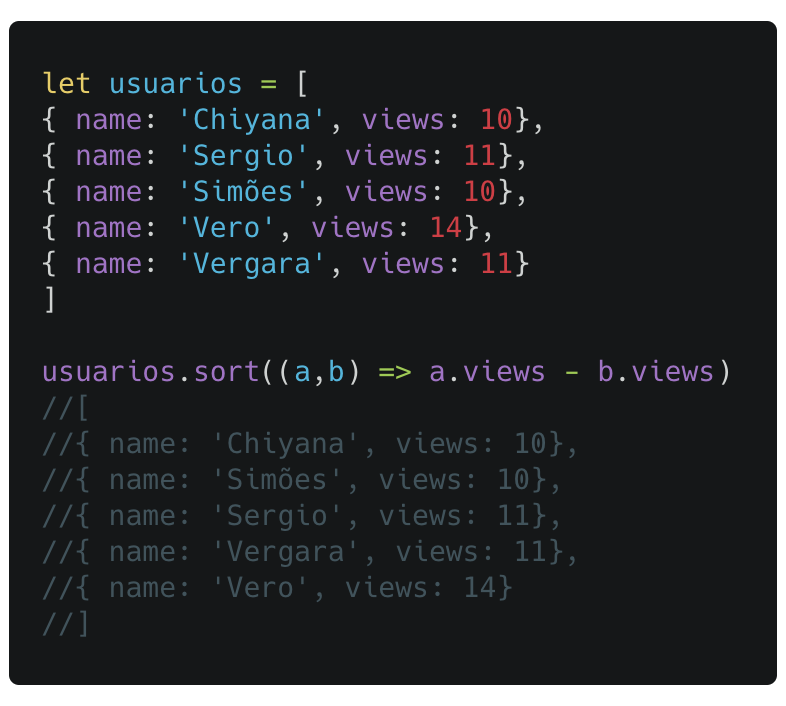 let usuarios = [
{ name: 'Chiyana', views: 10},
{ name: 'Sergio', views: 11},
{ name: 'Simões', views: 10},
{ name: 'Vero', views: 14},
{ name: 'Vergara', views: 11}
]
usuarios.sort((a,b) => a.views - b.views)
//[
//{ name: 'Chiyana', views: 10},
//{ name: 'Simões', views: 10},
//{ name: 'Sergio', views: 11},
//{ name: 'Vergara', views: 11},
//{ name: 'Vero', views: 14}
//]